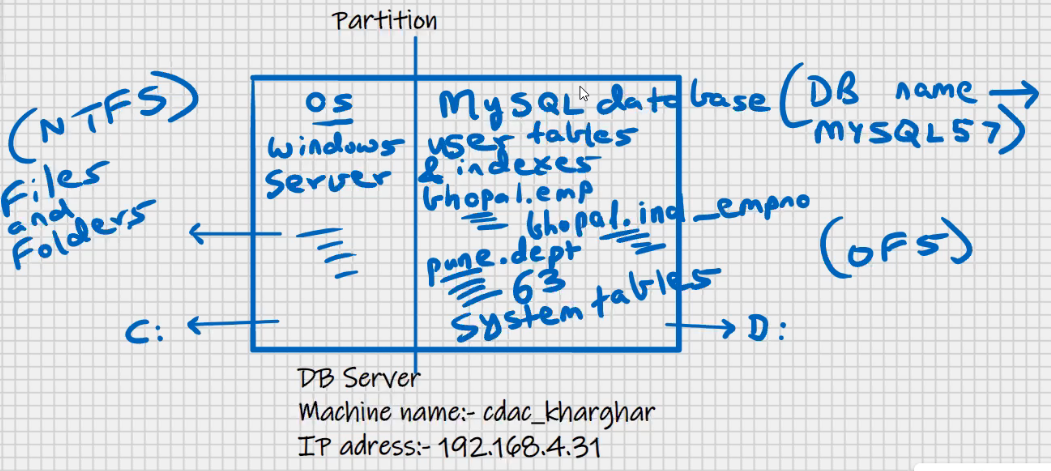 Partition
(NTFS)
Files
and
Folders
OS
Windows
Server
MySQL database (DB name
MYSQL57)
user tables
& indexes
bhopal.emp
bhopal.ind_empno
pune.dept
63
System tables
(OFS)
C:
D:
DB Server
Machine name:- cdac_kharghar
IP adress:- 192.168.4.31